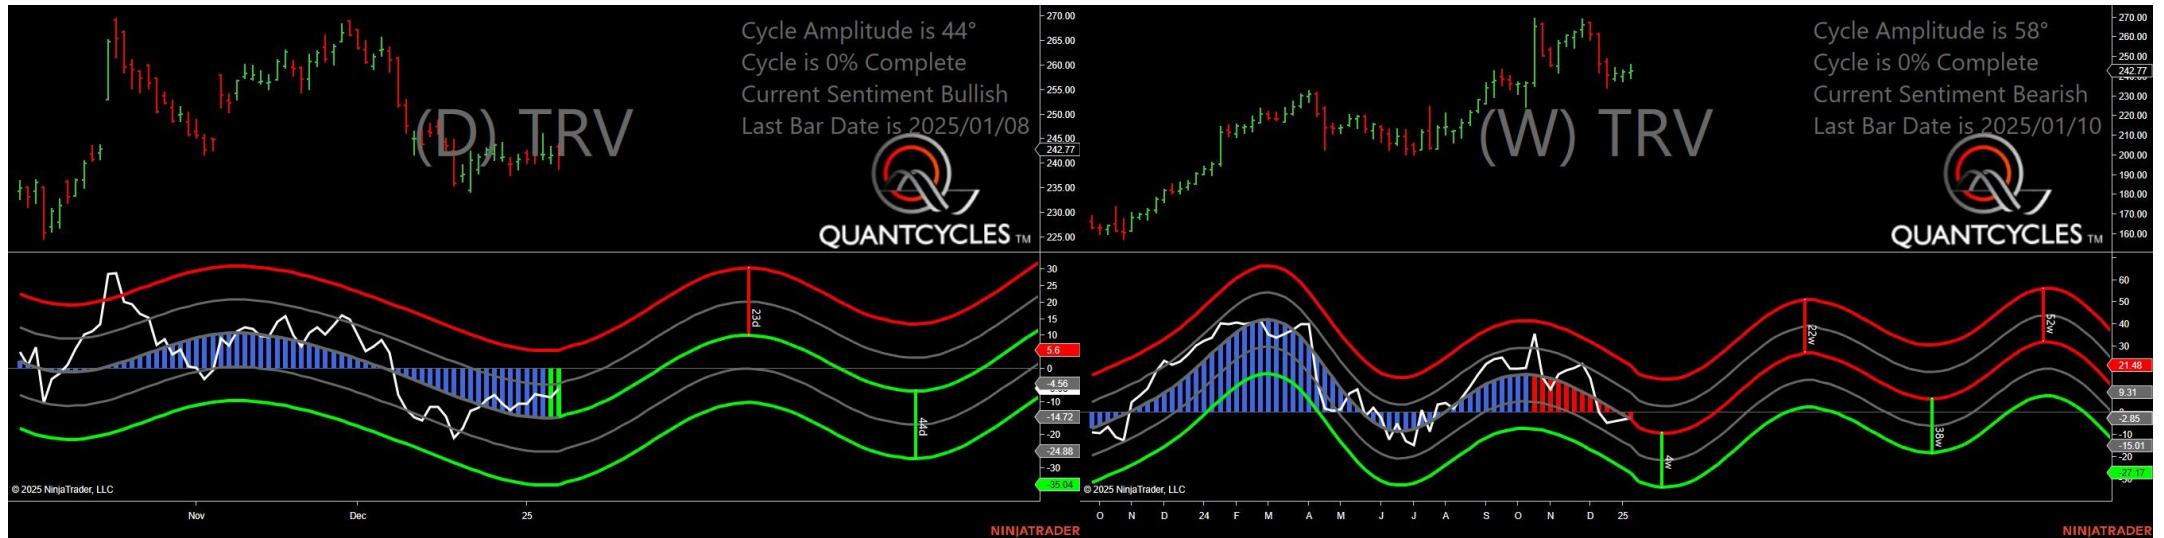 Cycle Amplitude is 44°
Cycle is 0% Complete
Current Sentiment Bullish
Last Bar Date is 2025/01/08
(D) TRV
QUANTCYCLES TM
270.00
265.00
260.00
255.00
250.00
245.00
242.77
240.00
235.00
230.00
225.00
23d
44d
30
25
20
15
10
5.6
0
-4.56
-10
-14.72
-20
-24.88
-30
-35.04
© 2025 NinjaTrader, LLC
Nov
Dec
25
NINJATRADER
Cycle Amplitude is 58°
Cycle is 0% Complete
Current Sentiment Bearish
Last Bar Date is 2025/01/10
(W) TRV
QUANTCYCLES TM
270.00
260.00
250.00
242.77
230.00
220.00
210.00
200.00
190.00
180.00
170.00
160.00
4w
22w
38w
52w
60
50
40
30
21.48
9.31
-2.85
-10
-15.01
-20
-27.17
© 2025 NinjaTrader, LLC
O N D 24 F M A M J J A S O N D 25
NINJATRADER